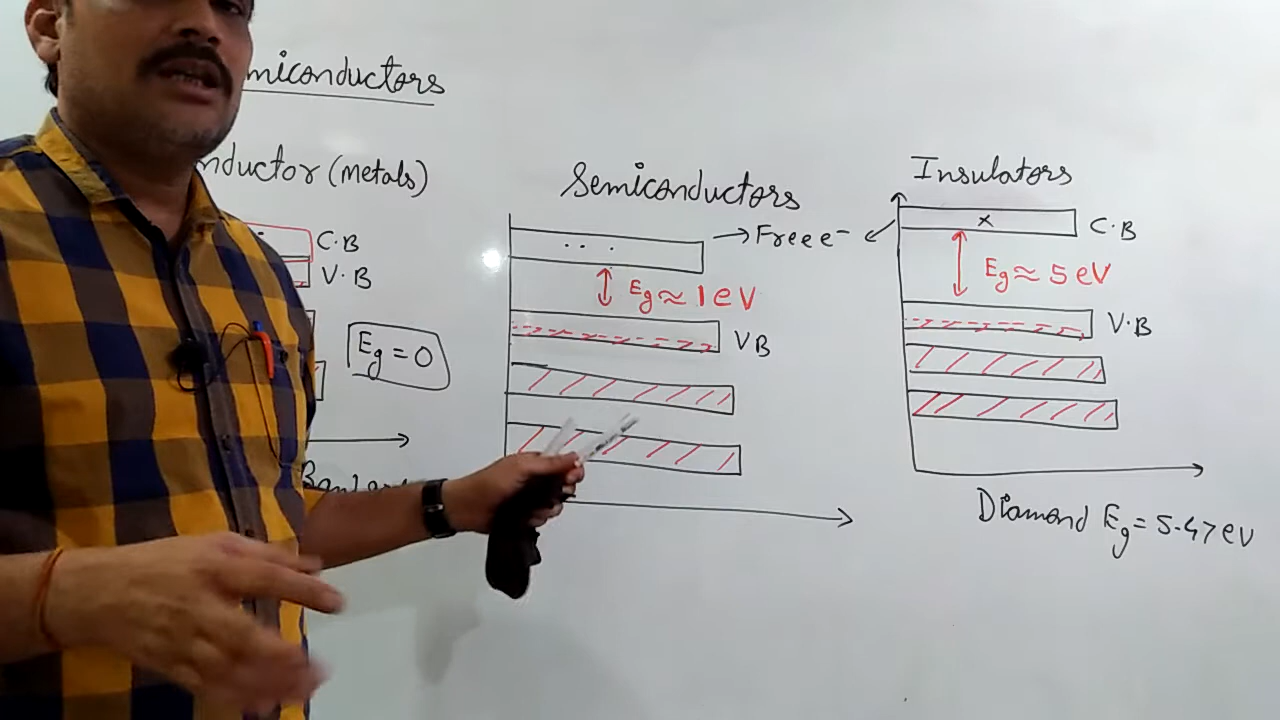 miconductors
nductor (metals)
C.B
V.B
Eg = 0
Semiconductors
→ Free e-
Eg ≈ 1 eV
VB
Insulators
x
C.B
Eg ≈ 5 eV
V.B
Diamond Eg = 5.47 eV